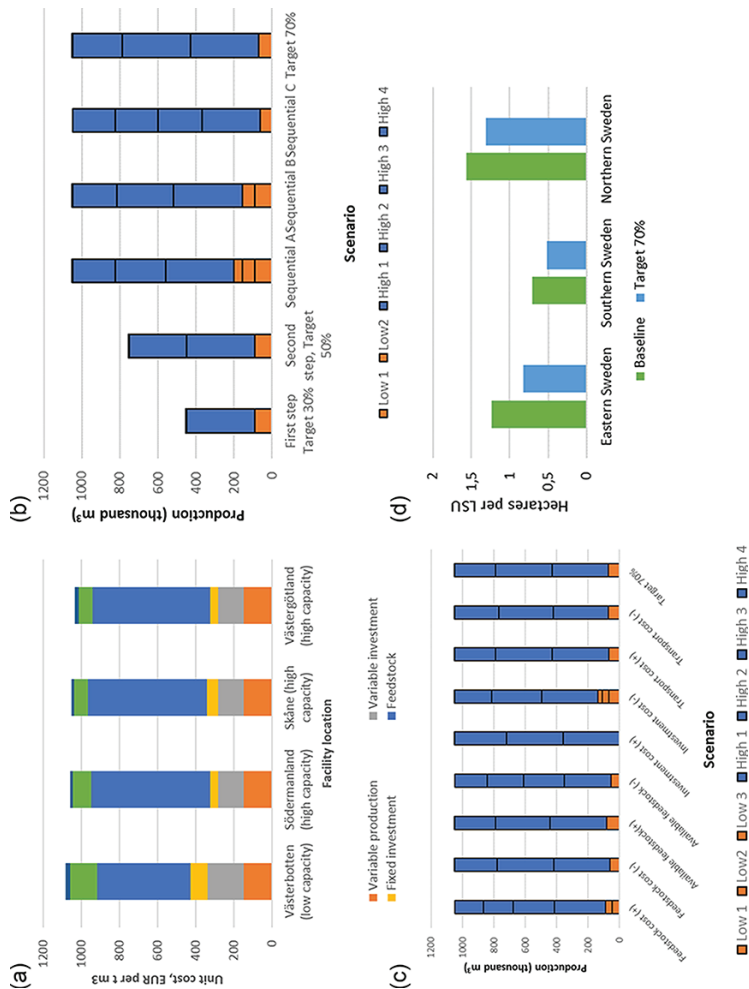 (a)
1200
1000
800
600
400
200
0
Unit cost, EUR per t m3
Västerbotten (low capacity)
Södermanland (high capacity)
Skåne (high capacity)
Västergötland (high capacity)
Facility location
Variable production
Variable investment
Fixed investment
Feedstock
(b)
1200
1000
800
600
400
200
0
Production (thousand m³)
First step Target 30%
Second step, Target 50%
Sequential A
Sequential B
Sequential C
Target 70%
Scenario
Low 1
Low2
High 1
High 2
High 3
High 4
(c)
1200
1000
800
600
400
200
0
Production (thousand m³)
Feedstock cost (+)
Feedstock cost (-)
Available feedstock(+)
Available feedstock (-)
Investment cost (+)
Investment cost (-)
Transport cost (+)
Transport cost (-)
Target 70%
Scenario
Low 1
Low2
Low 3
High 1
High 2
High 3
High 4
(d)
2
1,5
1
0,5
0
Hectares per LSU
Eastern Sweden
Southern Sweden
Northern Sweden
Baseline
Target 70%